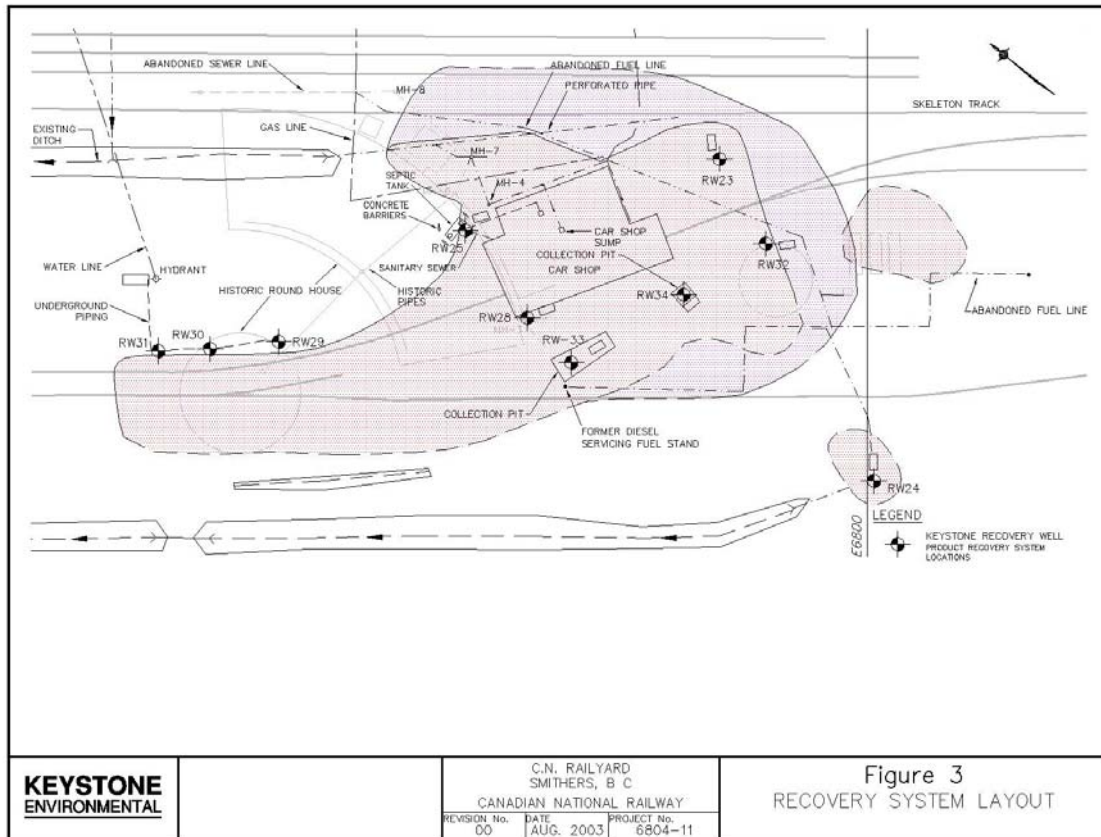 ABANDONED SEWER LINE
MH-8
ABANDONED FUEL LINE
PERFORATED PIPE
SKELETON TRACK
EXISTING
DITCH
GAS LINE
MH-7
SEPTIC
TANK
MH-4
RW23
CONCRETE
BARRIERS
RW25
CAR SHOP
SUMP
COLLECTION PIT
CAR SHOP
RW32
WATER LINE
HYDRANT
SANITARY SEWER
HISTORIC ROUND HOUSE
HISTORIC
PIPES
RW34
ABANDONED FUEL LINE
UNDERGROUND
PIPING
RW31
RW30
RW29
RW28
RW-33
COLLECTION PIT
FORMER DIESEL
SERVICING FUEL STAND
RW24
E6800
LEGEND
KEYSTONE RECOVERY WELL
PRODUCT RECOVERY SYSTEM
LOCATIONS
KEYSTONE
ENVIRONMENTAL
C.N. RAILYARD
SMITHERS, B C
CANADIAN NATIONAL RAILWAY
REVISION No.
00
DATE
AUG. 2003
PROJECT No.
6804-11
Figure 3
RECOVERY SYSTEM LAYOUT